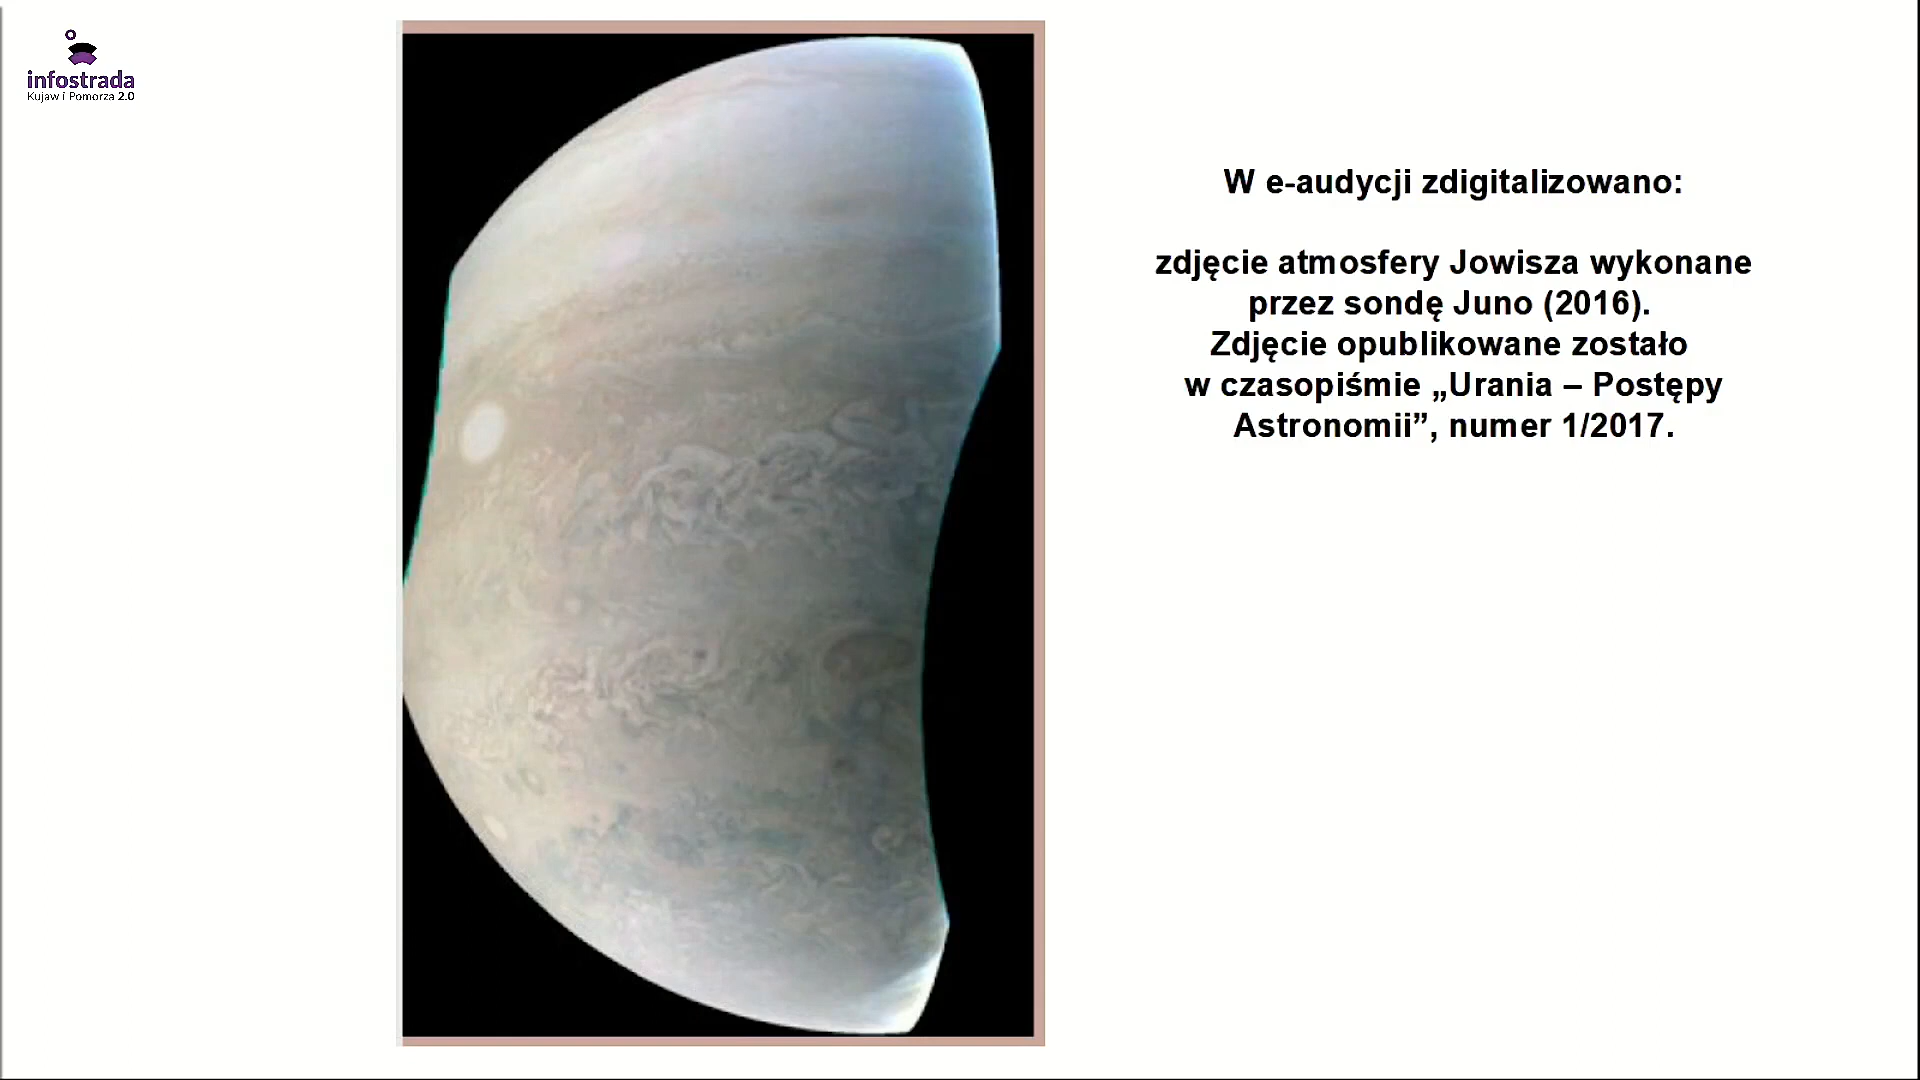 infostrada
Kujaw i Pomorza 2.0
W e-audycji zdigitalizowano:
zdjęcie atmosfery Jowisza wykonane
przez sondę Juno (2016).
Zdjęcie opublikowane zostało
w czasopiśmie „Urania – Postępy
Astronomii”, numer 1/2017.